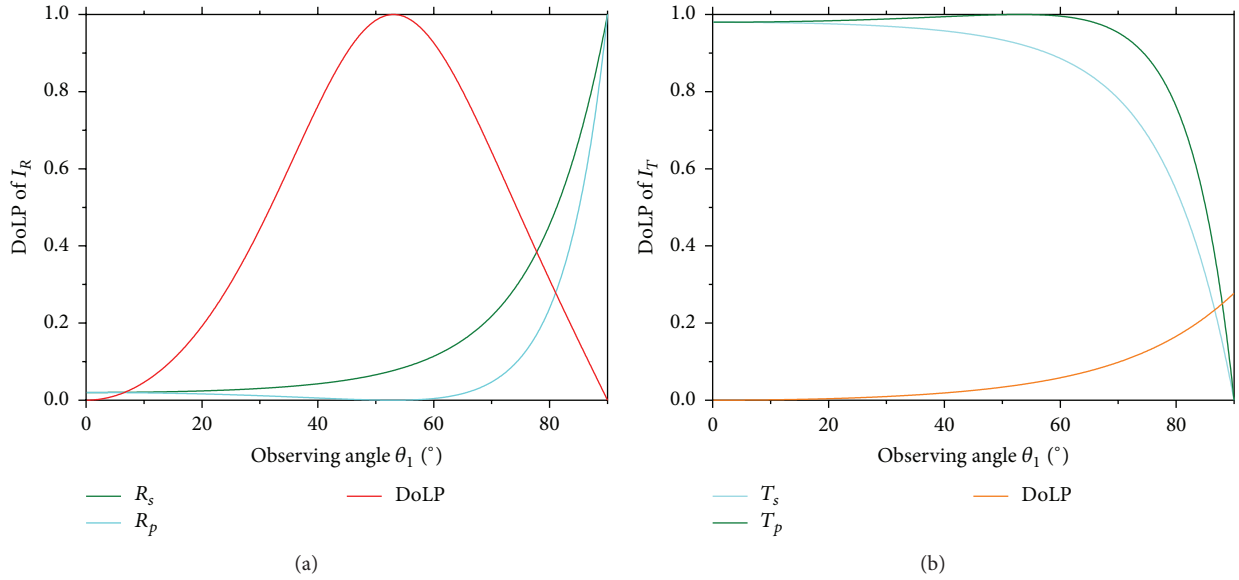 1.0
0.8
0.6
0.4
0.2
0.0
DoLP of I_R
0 20 40 60 80
Observing angle θ_1 (°)
R_s
R_p
DoLP
(a)
1.0
0.8
0.6
0.4
0.2
0.0
DoLP of I_T
0 20 40 60 80
Observing angle θ_1 (°)
T_s
T_p
DoLP
(b)